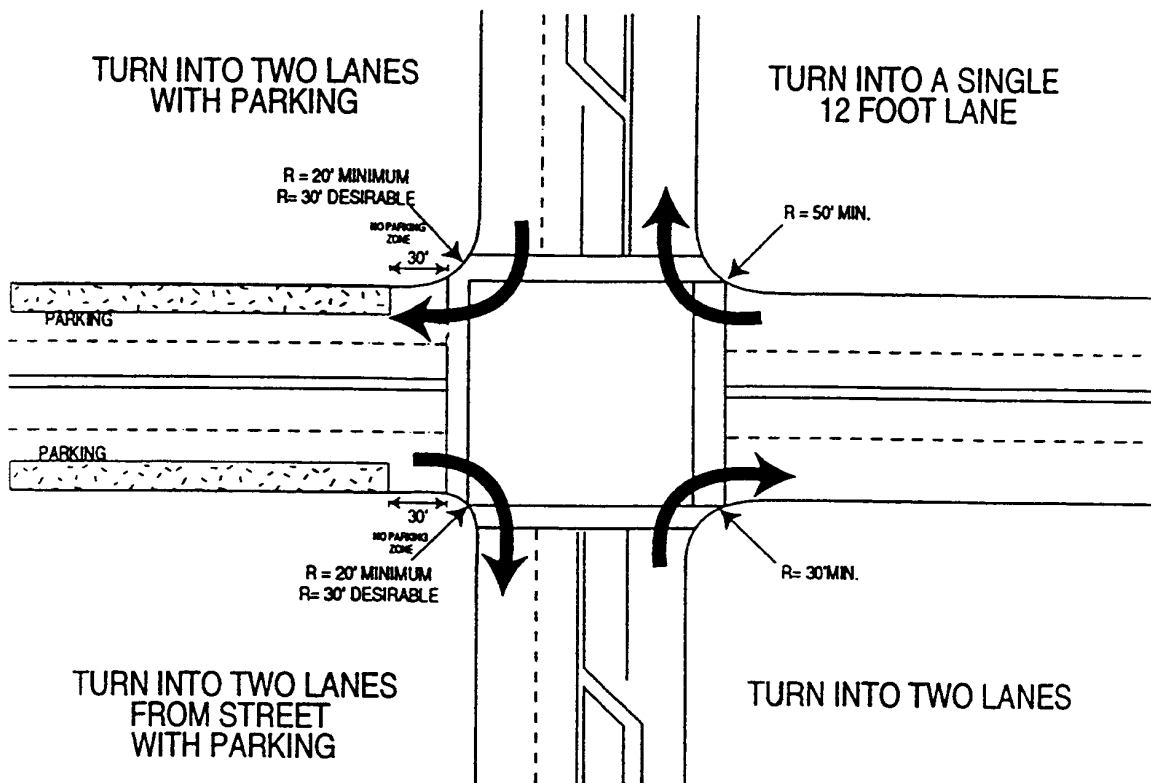 TURN INTO TWO LANES
WITH PARKING
TURN INTO A SINGLE
12 FOOT LANE
R = 20' MINIMUM
R= 30' DESIRABLE
NO PARKING
ZONE
30'
R = 50' MIN.
PARKING
PARKING
30'
NO PARKING
ZONE
R = 20' MINIMUM
R= 30' DESIRABLE
R= 30'MIN.
TURN INTO TWO LANES
FROM STREET
WITH PARKING
TURN INTO TWO LANES